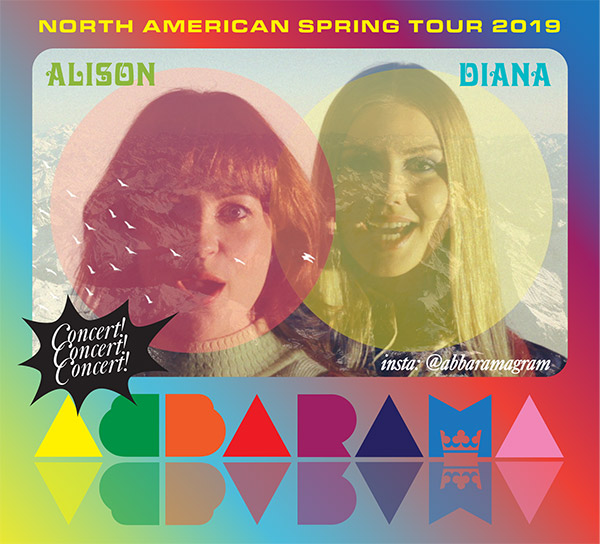 NORTH AMERICAN SPRING TOUR 2019
ALISON DIANA
Concert!
Concert!
Concert!
insta: @abbaramagram
ABBARAMA